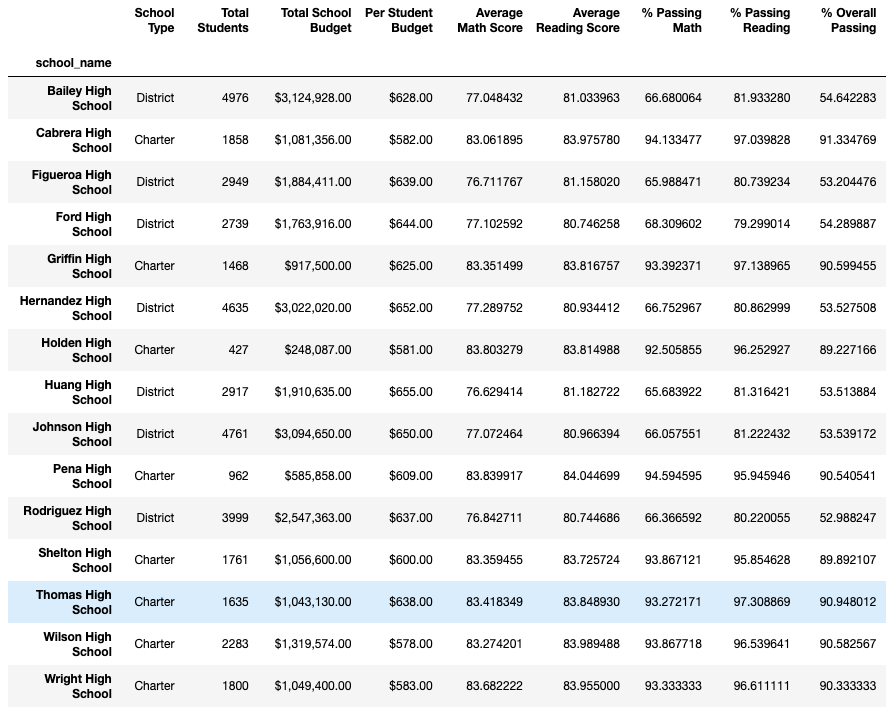 School Type Total Students Total School Budget Per Student Budget Average Math Score Average Reading Score % Passing Math % Passing Reading % Overall Passing
school_name
Bailey High School District 4976 $3,124,928.00 $628.00 77.048432 81.033963 66.680064 81.933280 54.642283
Cabrera High School Charter 1858 $1,081,356.00 $582.00 83.061895 83.975780 94.133477 97.039828 91.334769
Figueroa High School District 2949 $1,884,411.00 $639.00 76.711767 81.158020 65.988471 80.739234 53.204476
Ford High School District 2739 $1,763,916.00 $644.00 77.102592 80.746258 68.309602 79.299014 54.289887
Griffin High School Charter 1468 $917,500.00 $625.00 83.351499 83.816757 93.392371 97.138965 90.599455
Hernandez High School District 4635 $3,022,020.00 $652.00 77.289752 80.934412 66.752967 80.862999 53.527508
Holden High School Charter 427 $248,087.00 $581.00 83.803279 83.814988 92.505855 96.252927 89.227166
Huang High School District 2917 $1,910,635.00 $655.00 76.629414 81.182722 65.683922 81.316421 53.513884
Johnson High School District 4761 $3,094,650.00 $650.00 77.072464 80.966394 66.057551 81.222432 53.539172
Pena High School Charter 962 $585,858.00 $609.00 83.839917 84.044699 94.594595 95.945946 90.540541
Rodriguez High School District 3999 $2,547,363.00 $637.00 76.842711 80.744686 66.366592 80.220055 52.988247
Shelton High School Charter 1761 $1,056,600.00 $600.00 83.359455 83.725724 93.867121 95.854628 89.892107
Thomas High School Charter 1635 $1,043,130.00 $638.00 83.418349 83.848930 93.272171 97.308869 90.948012
Wilson High School Charter 2283 $1,319,574.00 $578.00 83.274201 83.989488 93.867718 96.539641 90.582567
Wright High School Charter 1800 $1,049,400.00 $583.00 83.682222 83.955000 93.333333 96.611111 90.333333